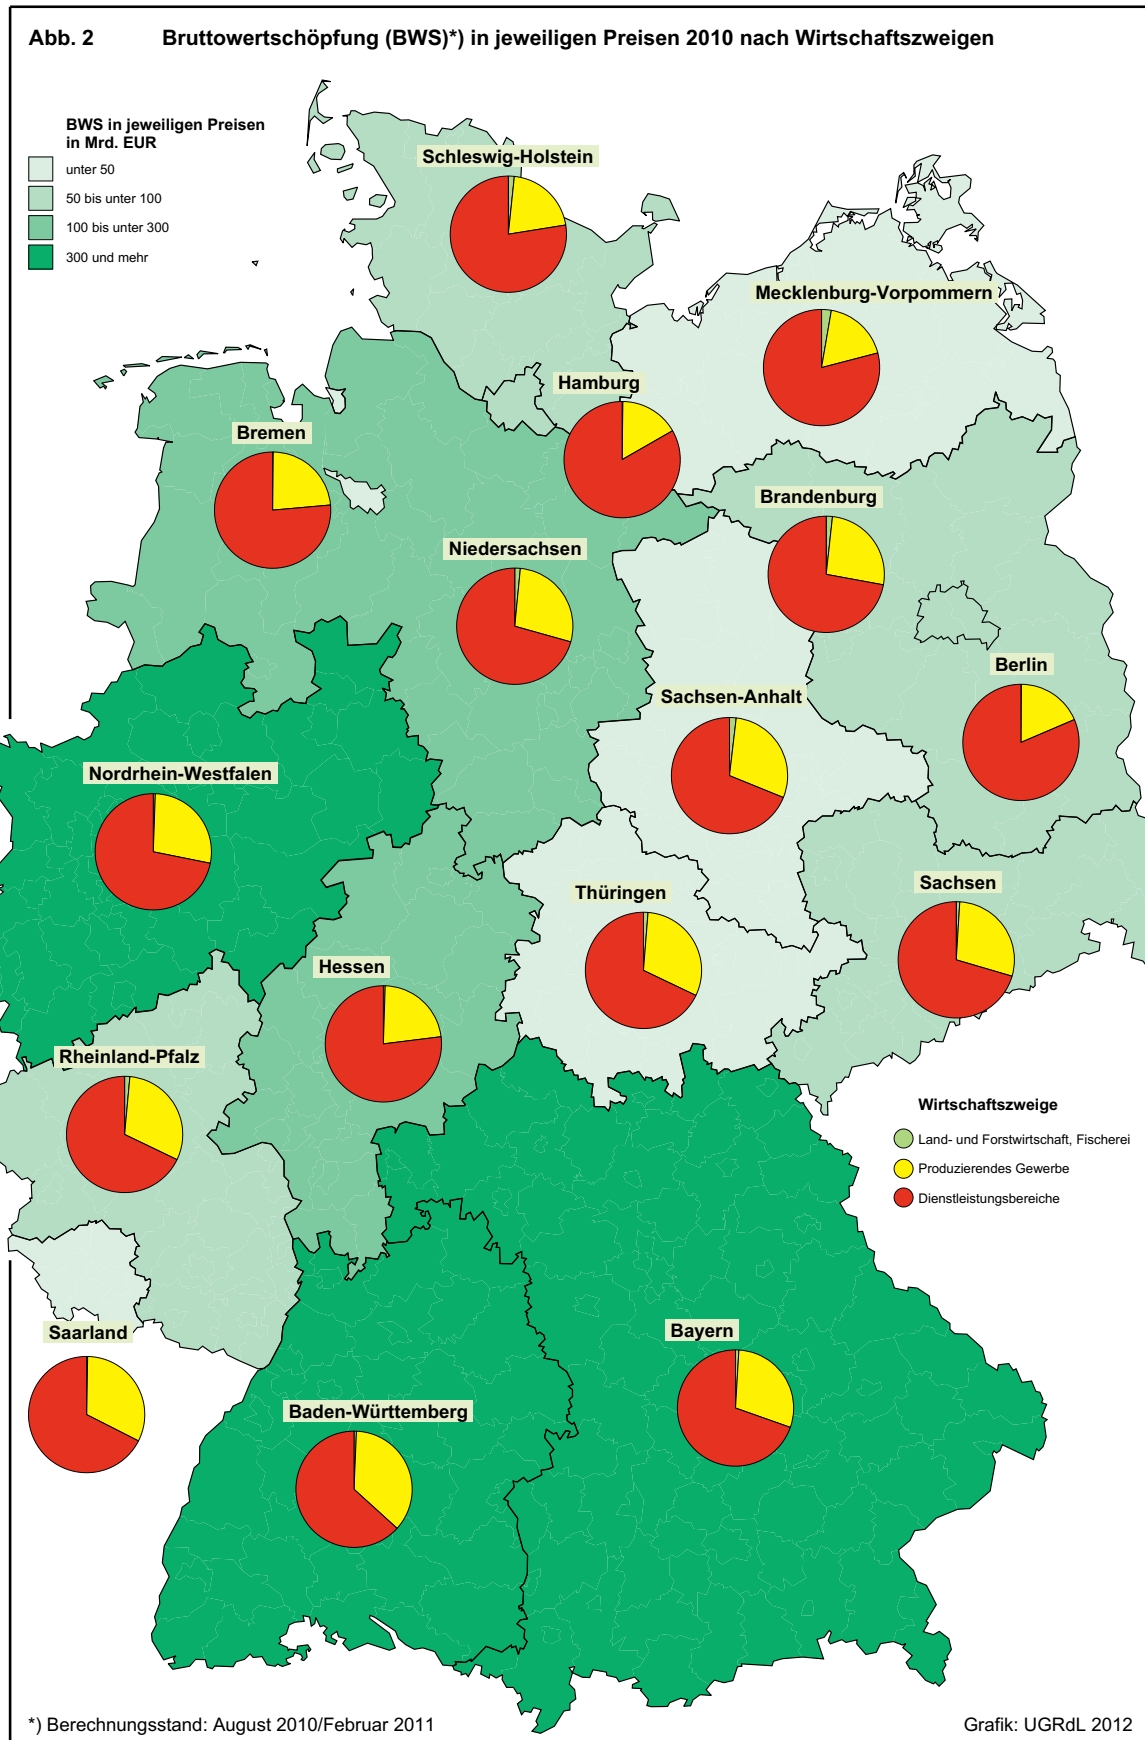 Abb. 2 Bruttowertschöpfung (BWS)*) in jeweiligen Preisen 2010 nach Wirtschaftszweigen
BWS in jeweiligen Preisen
in Mrd. EUR
unter 50
50 bis unter 100
100 bis unter 300
300 und mehr
Schleswig-Holstein
Mecklenburg-Vorpommern
Hamburg
Bremen
Brandenburg
Niedersachsen
Berlin
Sachsen-Anhalt
Nordrhein-Westfalen
Sachsen
Thüringen
Hessen
Rheinland-Pfalz
Wirtschaftszweige
Land- und Forstwirtschaft, Fischerei
Produzierendes Gewerbe
Dienstleistungsbereiche
Saarland
Bayern
Baden-Württemberg
*) Berechnungsstand: August 2010/Februar 2011
Grafik: UGRdL 2012